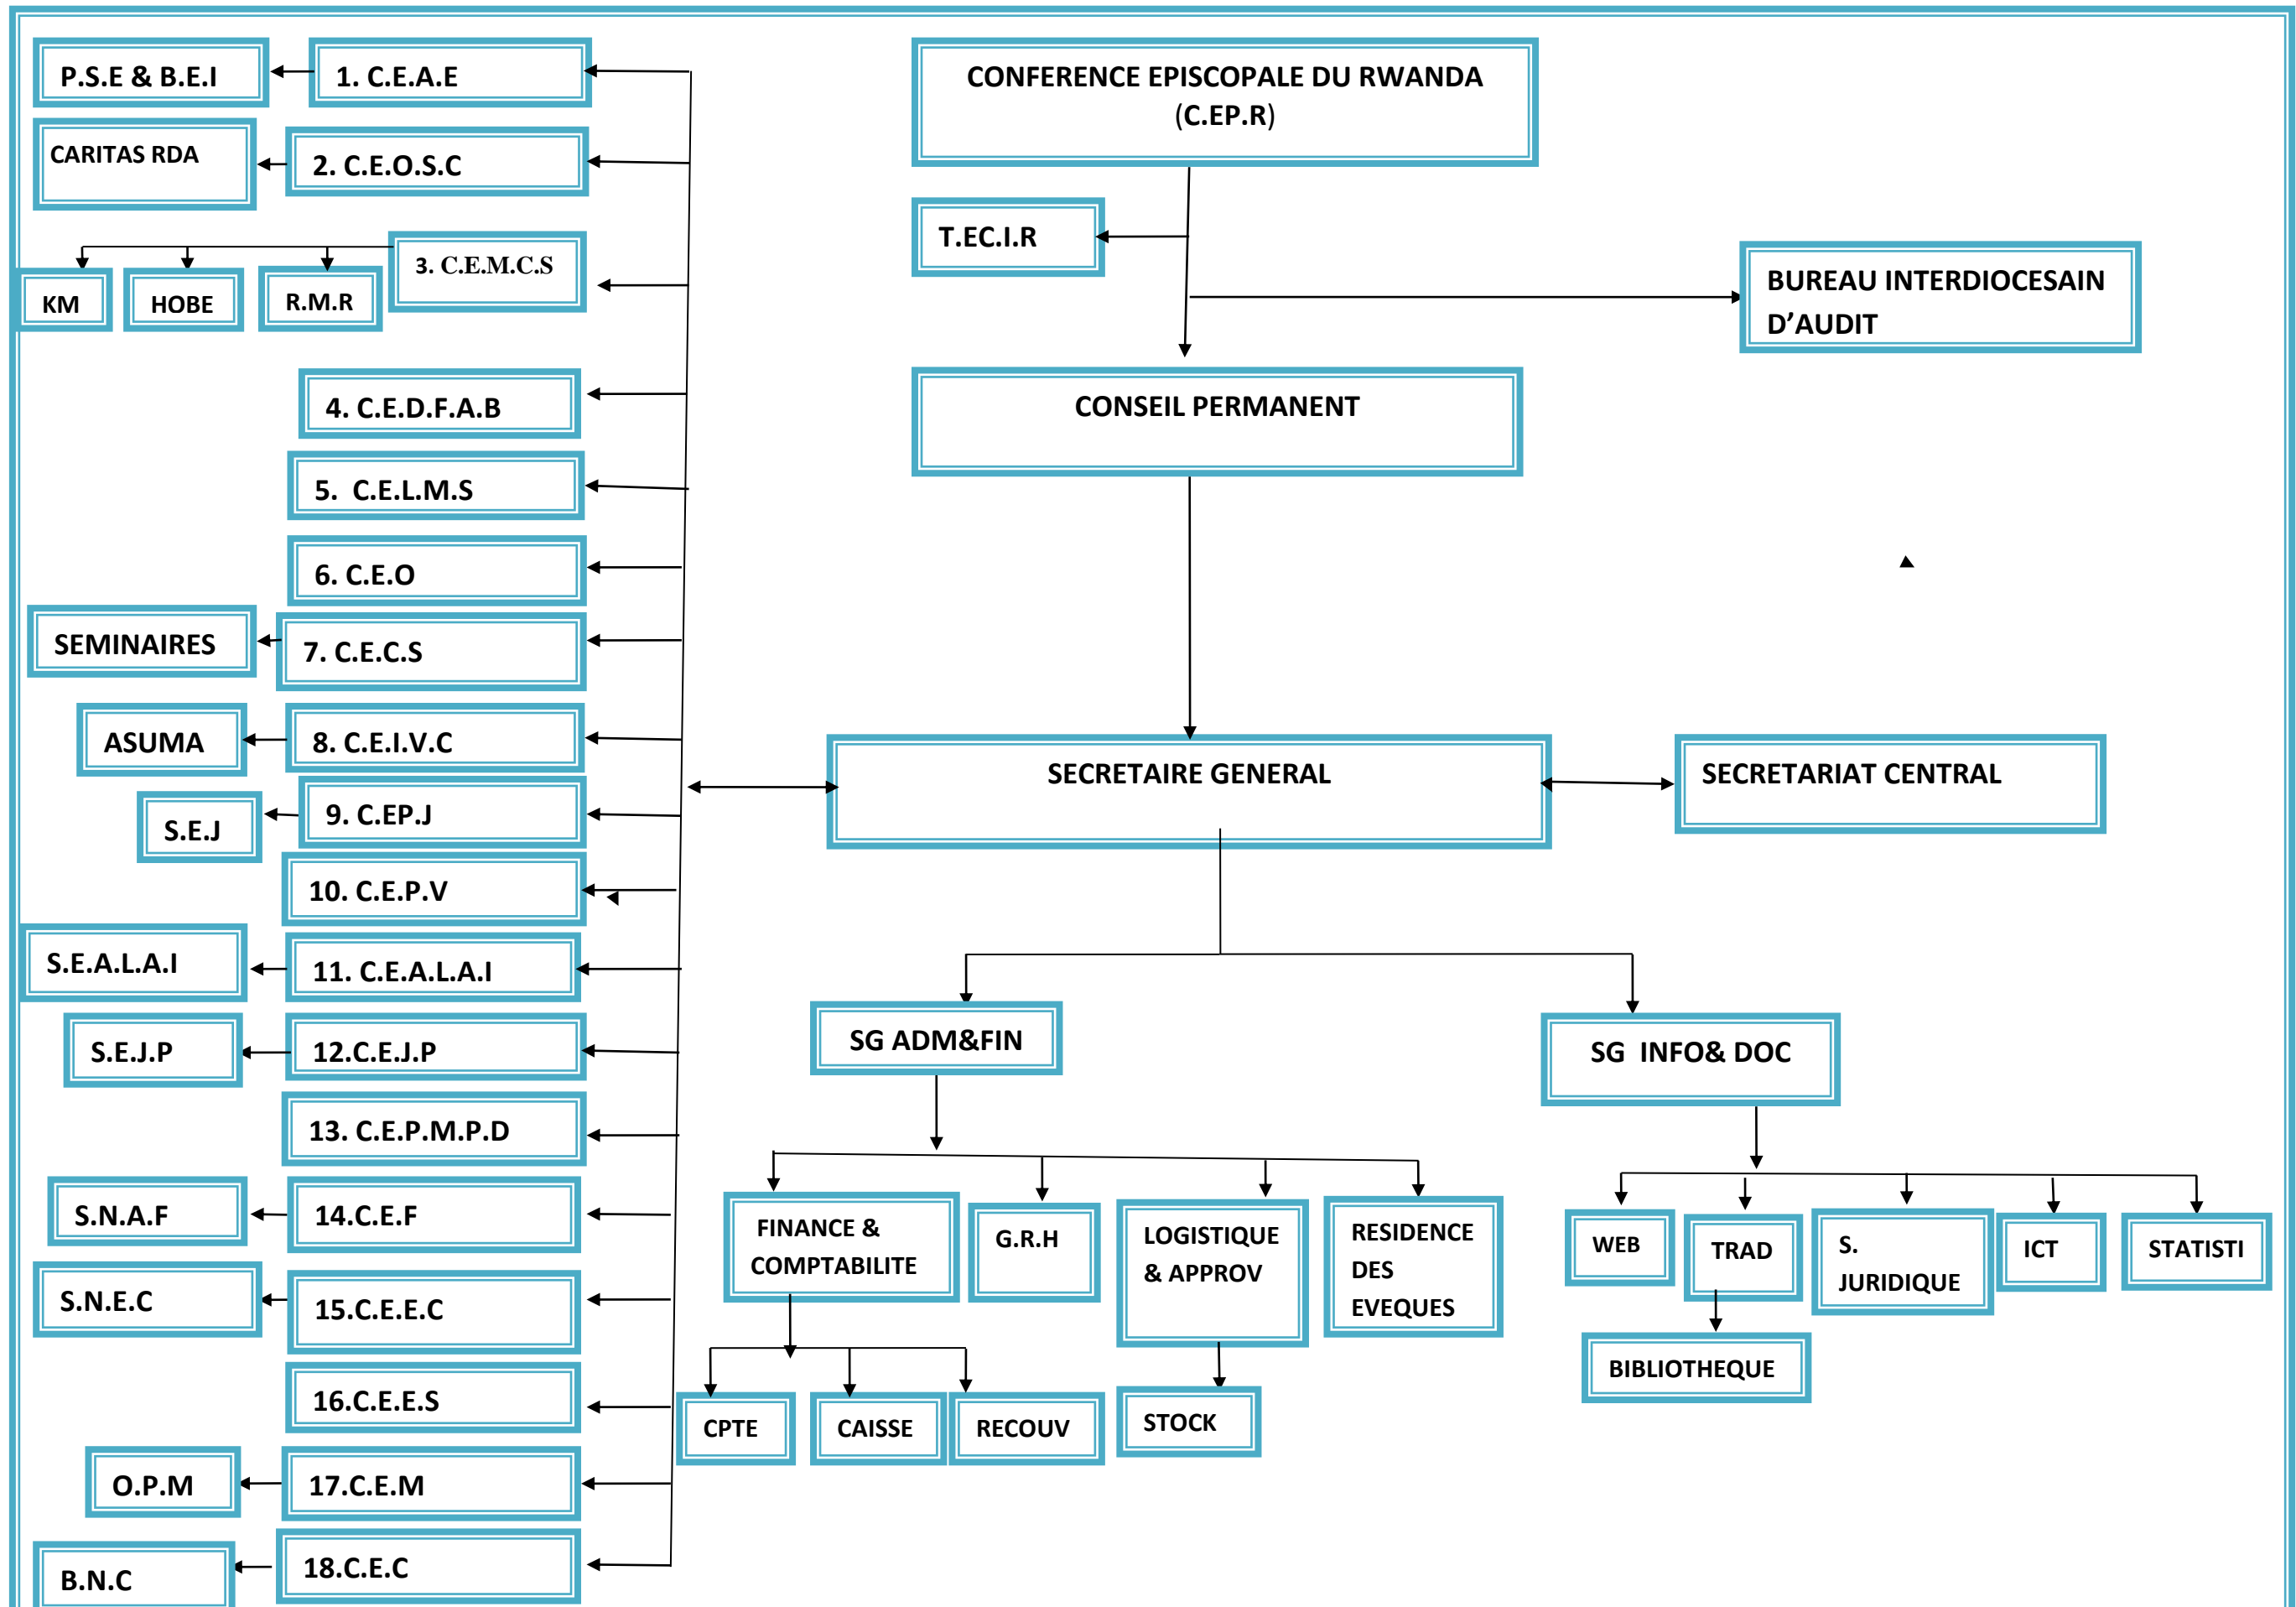 CONFERENCE EPISCOPALE DU RWANDA
(C.EP.R)
T.EC.I.R
BUREAU INTERDIOCESAIN
D’AUDIT
CONSEIL PERMANENT
SECRETAIRE GENERAL
SECRETARIAT CENTRAL
P.S.E & B.E.I
1. C.E.A.E
CARITAS RDA
2. C.E.O.S.C
3. C.E.M.C.S
KM
HOBE
R.M.R
4. C.E.D.F.A.B
5. C.E.L.M.S
6. C.E.O
SEMINAIRES
7. C.E.C.S
ASUMA
8. C.E.I.V.C
S.E.J
9. C.EP.J
10. C.E.P.V
S.E.A.L.A.I
11. C.E.A.L.A.I
S.E.J.P
12.C.E.J.P
13. C.E.P.M.P.D
S.N.A.F
14.C.E.F
S.N.E.C
15.C.E.E.C
16.C.E.E.S
O.P.M
17.C.E.M
B.N.C
18.C.E.C
SG ADM&FIN
SG INFO& DOC
FINANCE &
COMPTABILITE
G.R.H
LOGISTIQUE
& APPROV
RESIDENCE
DES
EVEQUES
WEB
TRAD
S.
JURIDIQUE
ICT
STATISTI
BIBLIOTHEQUE
CPTE
CAISSE
RECOUV
STOCK